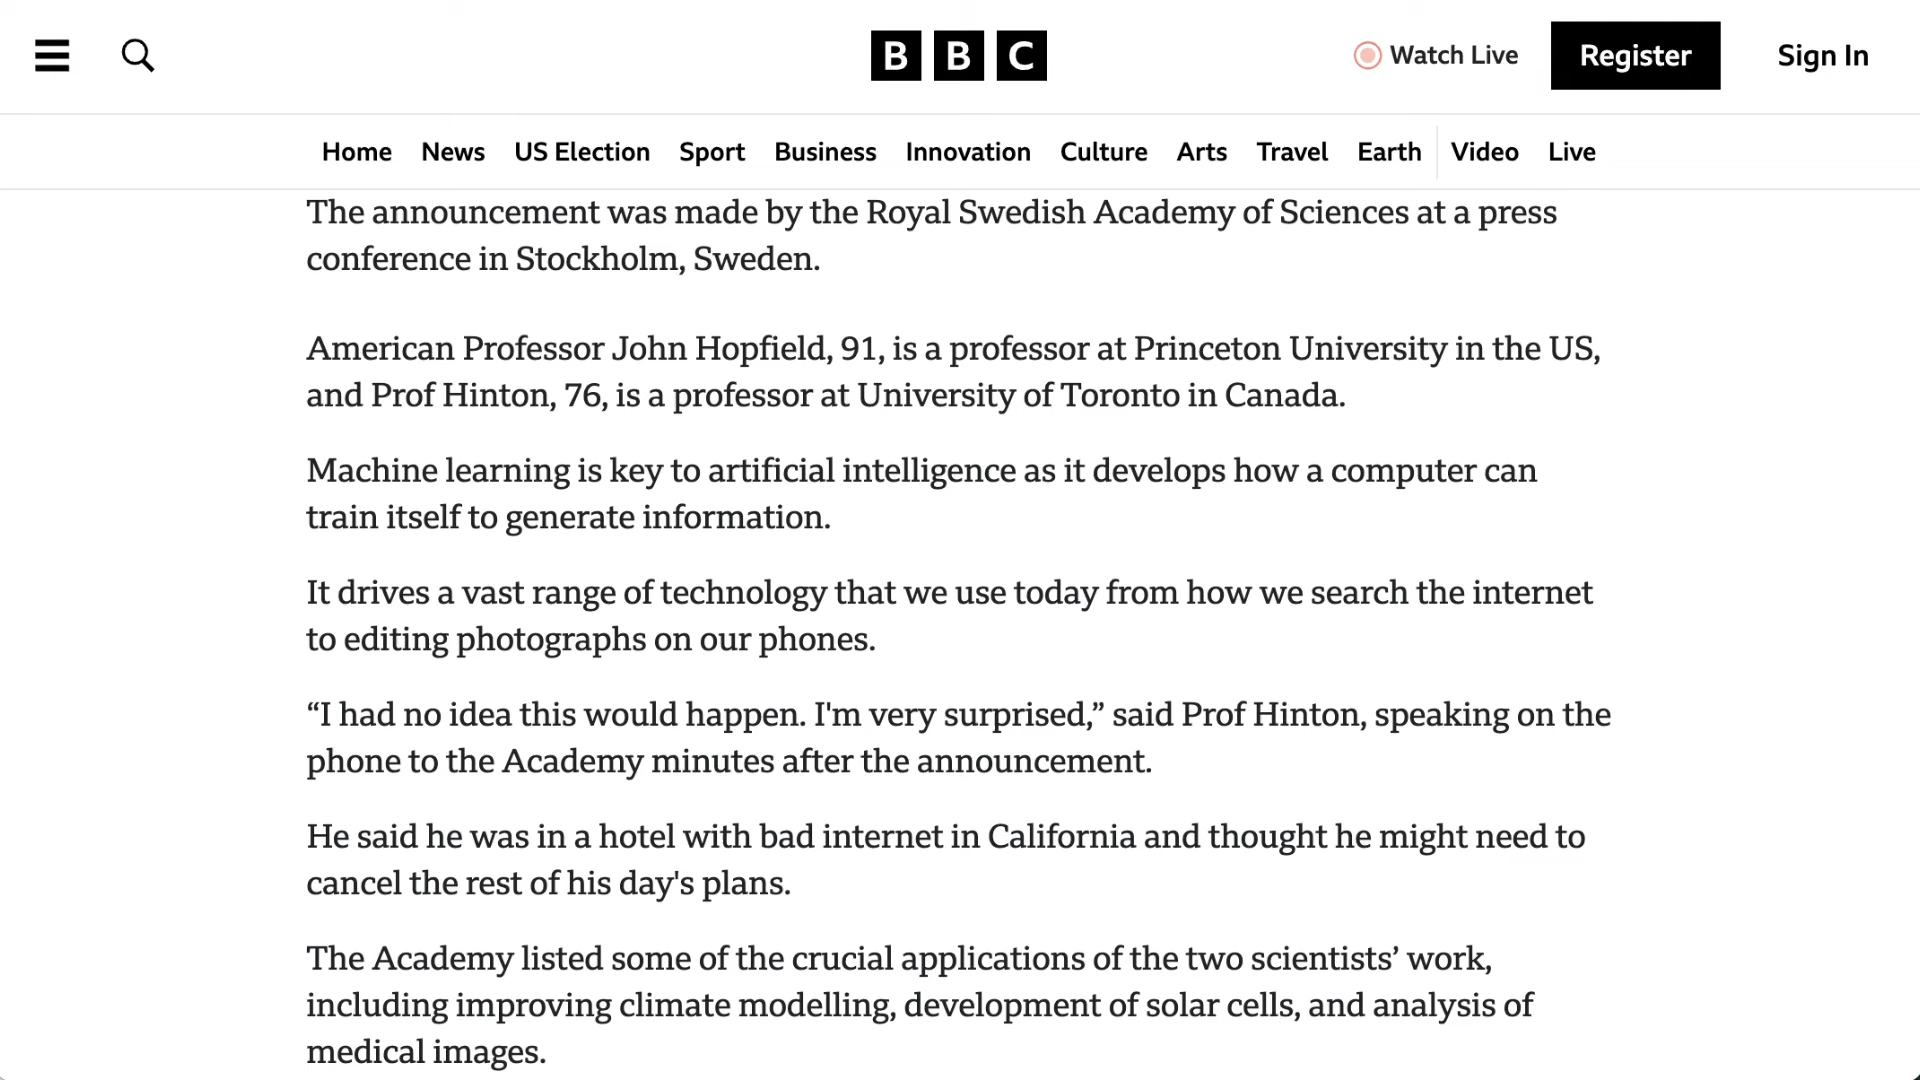 BBC
Watch Live
Register
Sign In
Home News US Election Sport Business Innovation Culture Arts Travel Earth Video Live
The announcement was made by the Royal Swedish Academy of Sciences at a press
conference in Stockholm, Sweden.
American Professor John Hopfield, 91, is a professor at Princeton University in the US,
and Prof Hinton, 76, is a professor at University of Toronto in Canada.
Machine learning is key to artificial intelligence as it develops how a computer can
train itself to generate information.
It drives a vast range of technology that we use today from how we search the internet
to editing photographs on our phones.
“I had no idea this would happen. I'm very surprised,” said Prof Hinton, speaking on the
phone to the Academy minutes after the announcement.
He said he was in a hotel with bad internet in California and thought he might need to
cancel the rest of his day's plans.
The Academy listed some of the crucial applications of the two scientists’ work,
including improving climate modelling, development of solar cells, and analysis of
medical images.